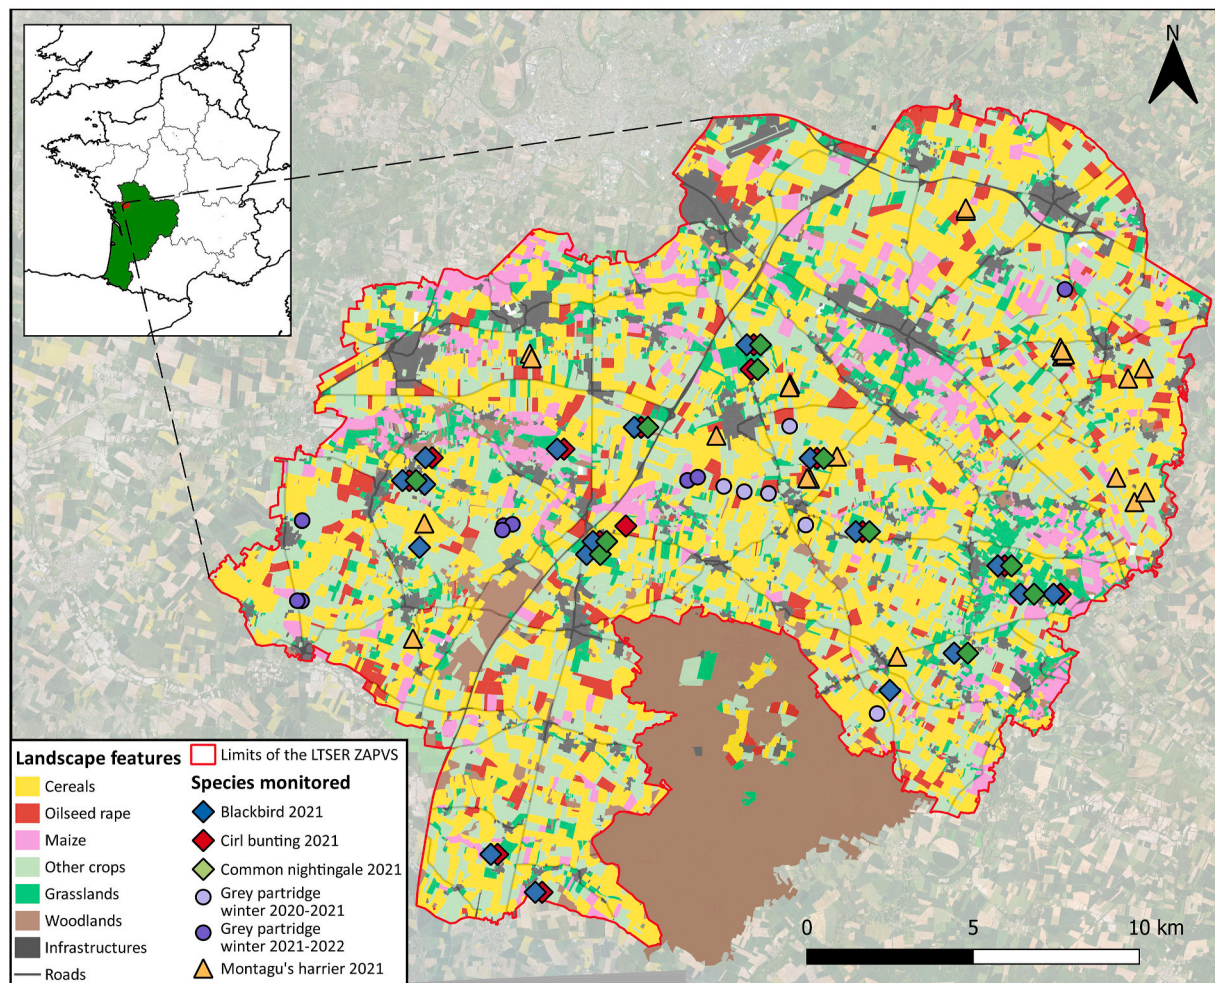 N
Landscape features
Cereals
Oilseed rape
Maize
Other crops
Grasslands
Woodlands
Infrastructures
Roads
Limits of the LTSER ZAPVS
Species monitored
Blackbird 2021
Cirl bunting 2021
Common nightingale 2021
Grey partridge
winter 2020-2021
Grey partridge
winter 2021-2022
Montagu's harrier 2021
0 5 10 km